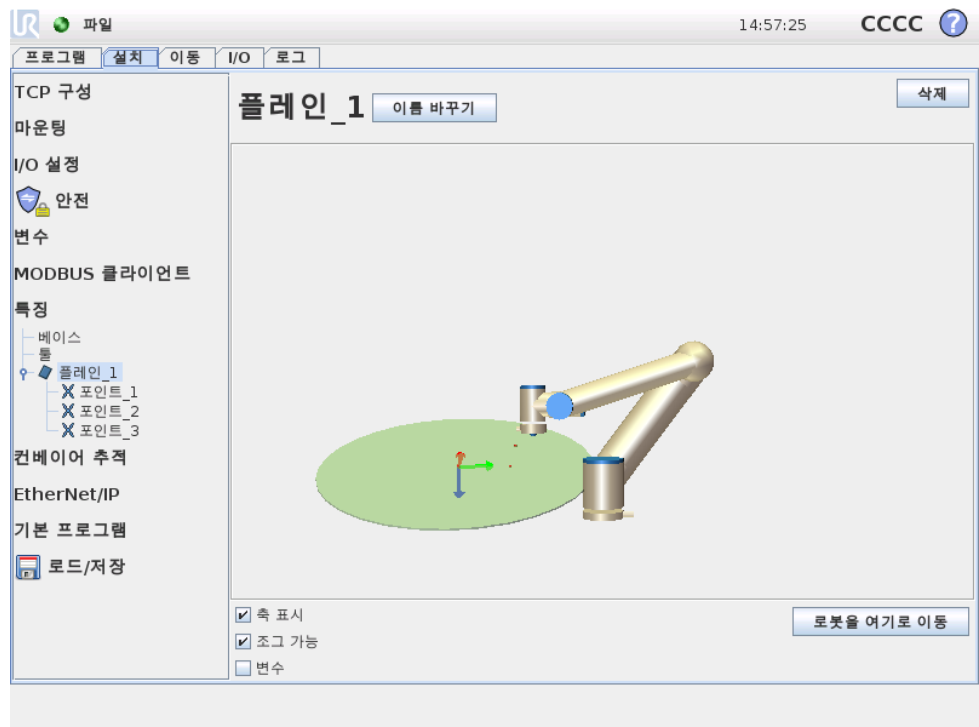 UR 파일 14:57:25 CCCC ?
프로그램 설치 이동 I/O 로그
TCP 구성
마운팅
I/O 설정
안전
변수
MODBUS 클라이언트
특징
베이스
툴
플레인_1
포인트_1
포인트_2
포인트_3
컨베이어 추적
EtherNet/IP
기본 프로그램
로드/저장
플레인_1 이름 바꾸기 삭제
축 표시
조그 가능
변수
로봇을 여기로 이동